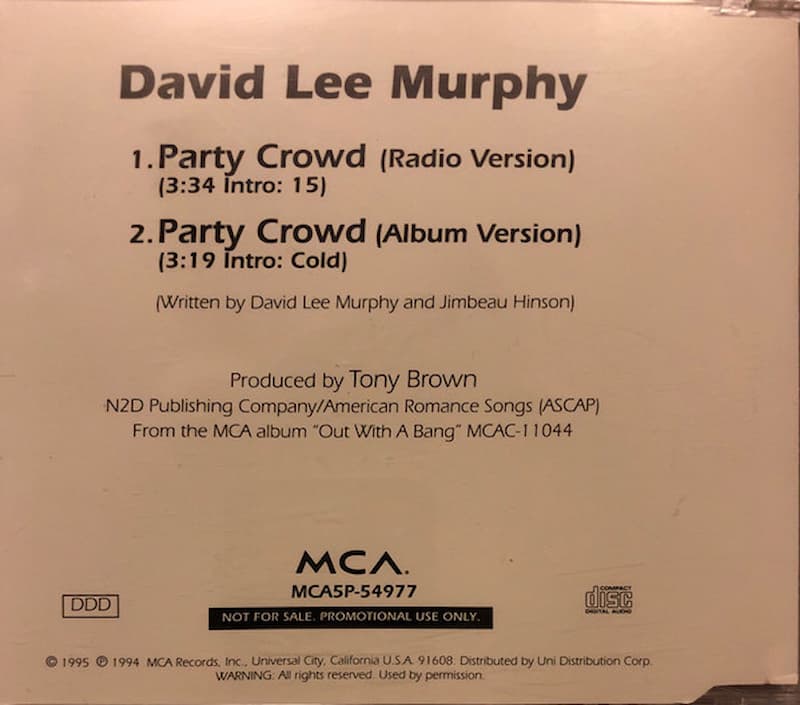 David Lee Murphy
1. Party Crowd (Radio Version)
(3:34 Intro: 15)
2. Party Crowd (Album Version)
(3:19 Intro: Cold)
(Written by David Lee Murphy and Jimbeau Hinson)
Produced by Tony Brown
N2D Publishing Company/American Romance Songs (ASCAP)
From the MCA album "Out With A Bang" MCAC-11044
MCA.
MCA5P-54977
DDD
NOT FOR SALE. PROMOTIONAL USE ONLY.
COMPACT
disc
DIGITAL AUDIO
© 1995 ℗ 1994 MCA Records, Inc., Universal City, California U.S.A. 91608. Distributed by Uni Distribution Corp.
WARNING: All rights reserved. Used by permission.